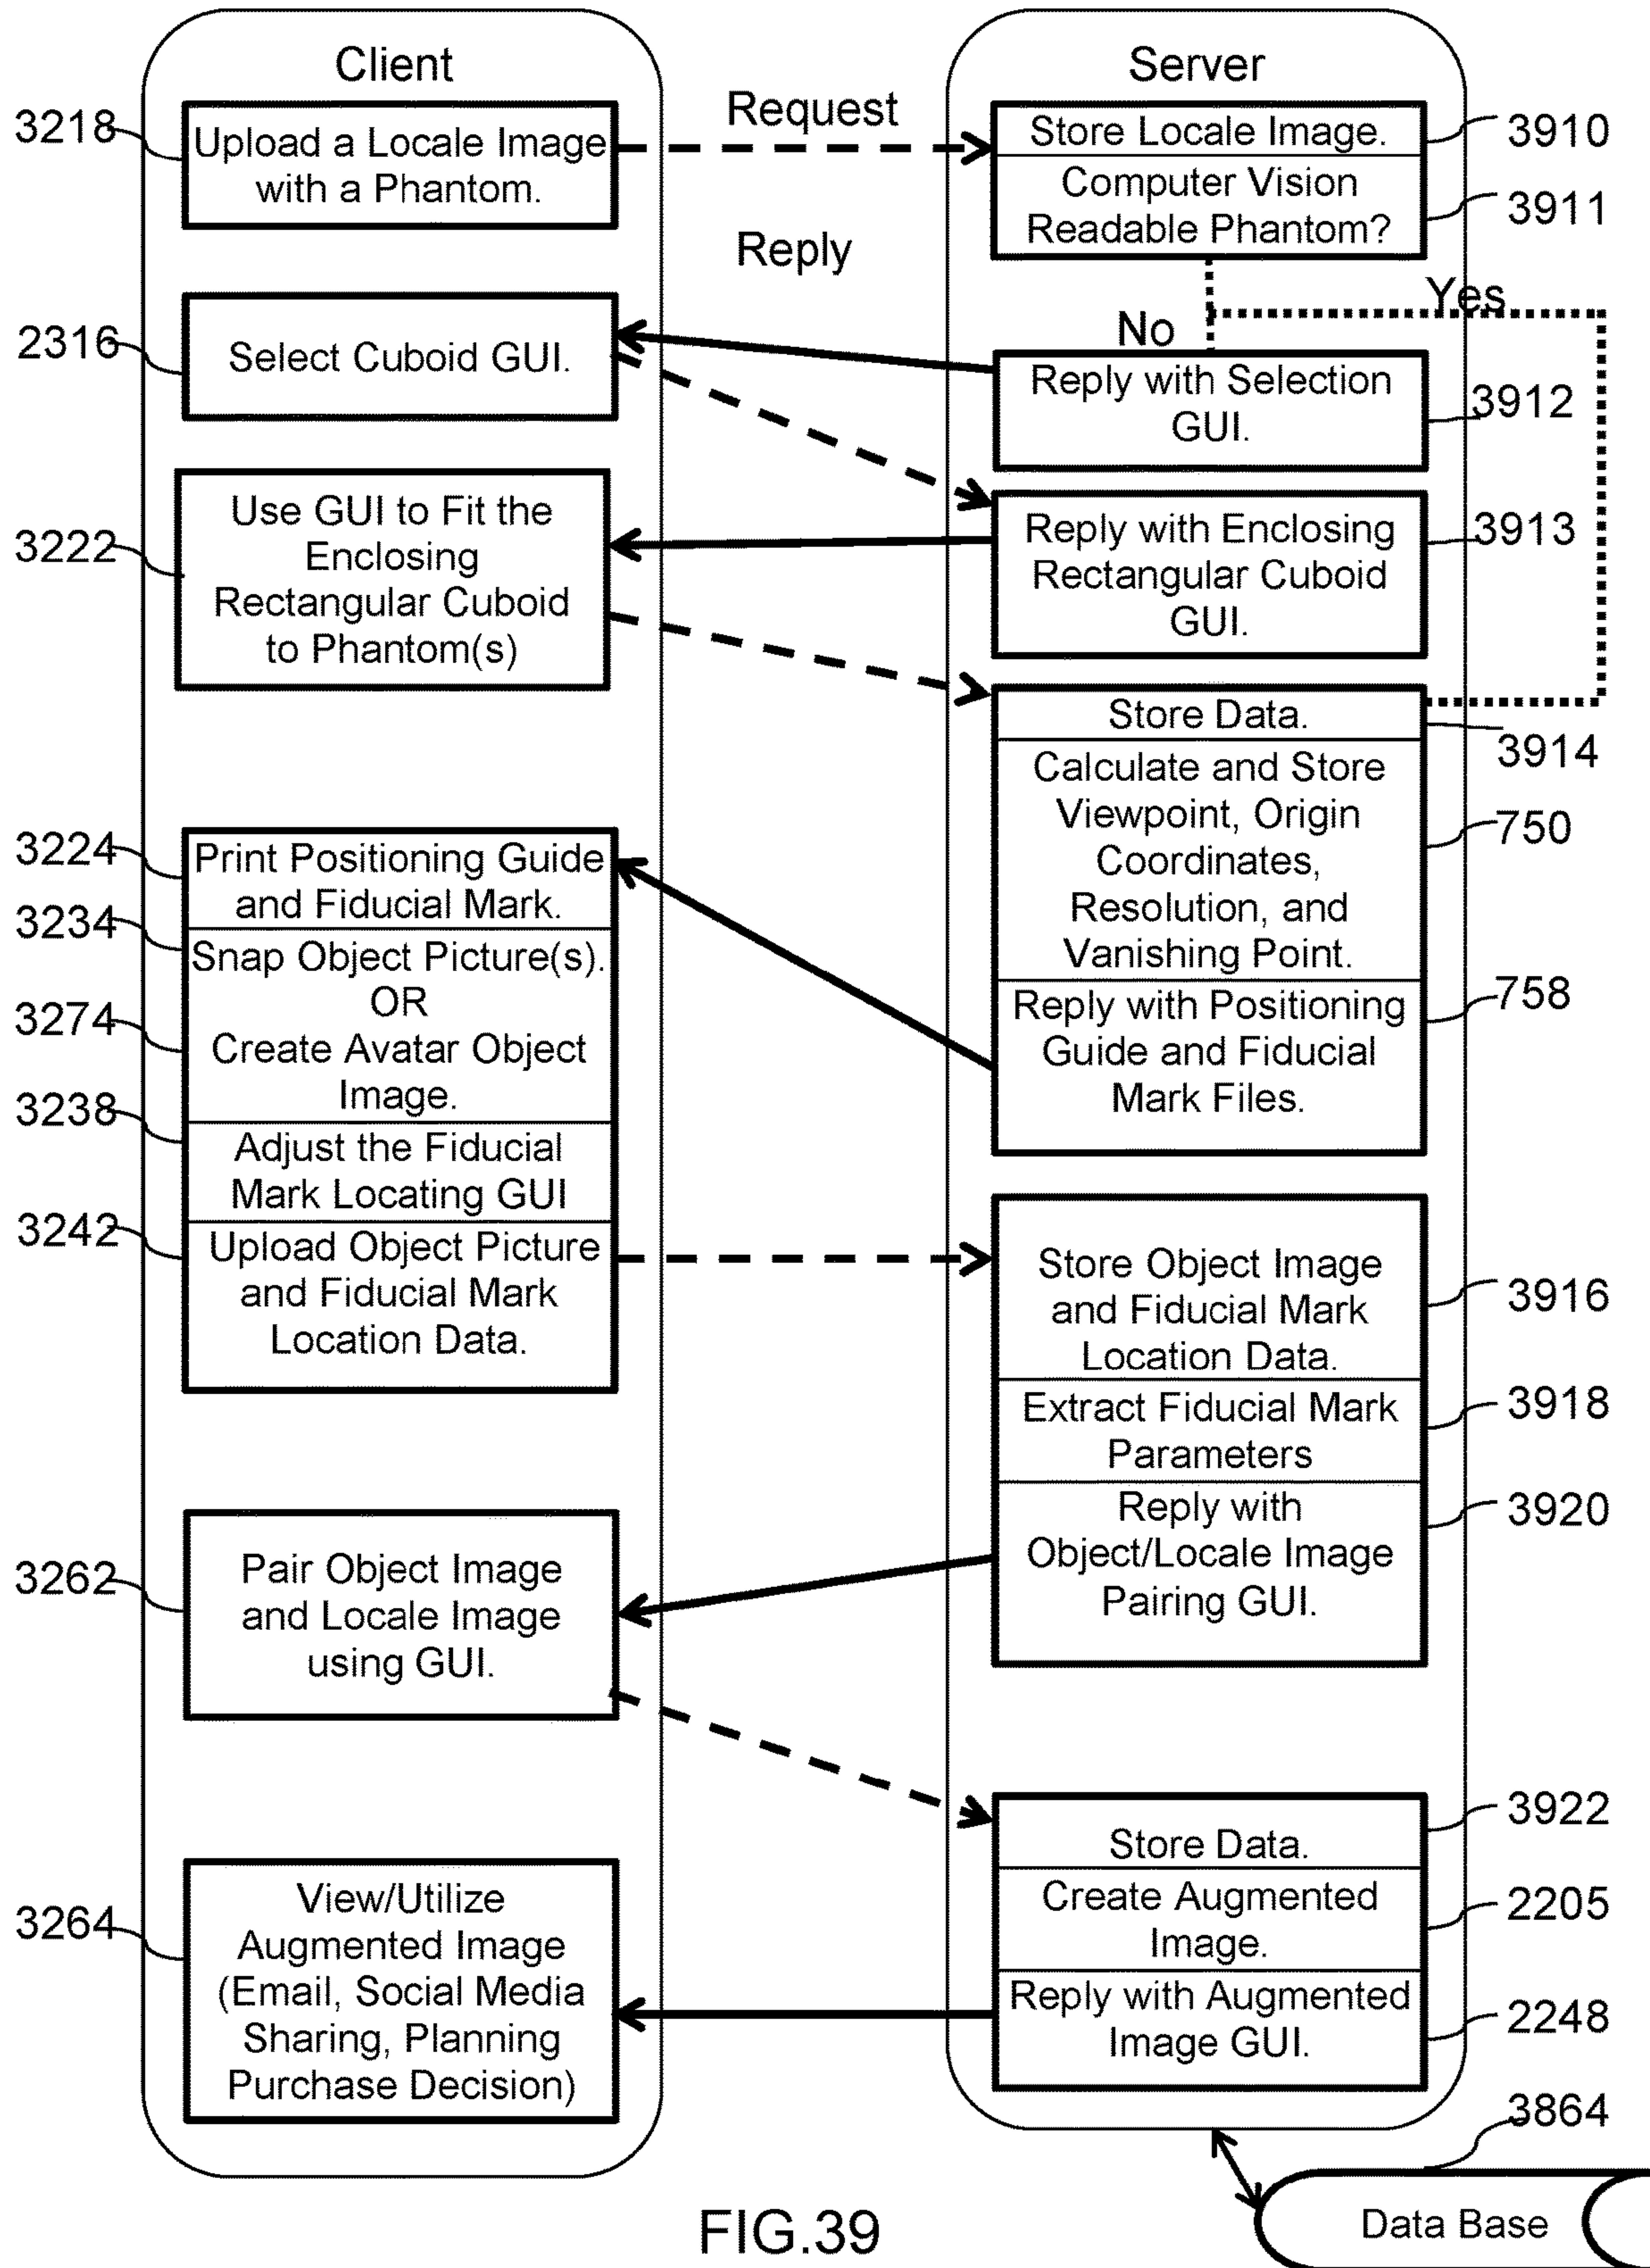 Client
3218
Upload a Locale Image
with a Phantom.
2316
Select Cuboid GUI.
3222
Use GUI to Fit the
Enclosing
Rectangular Cuboid
to Phantom(s)
3224
Print Positioning Guide
and Fiducial Mark.
3234
Snap Object Picture(s).
OR
3274
Create Avatar Object
Image.
3238
Adjust the Fiducial
Mark Locating GUI
3242
Upload Object Picture
and Fiducial Mark
Location Data.
3262
Pair Object Image
and Locale Image
using GUI.
3264
View/Utilize
Augmented Image
(Email, Social Media
Sharing, Planning
Purchase Decision)
Request
Reply
Server
Store Locale Image.
3910
Computer Vision
Readable Phantom?
3911
Yes
No
Reply with Selection
GUI.
3912
Reply with Enclosing
Rectangular Cuboid
GUI.
3913
Store Data.
3914
Calculate and Store
Viewpoint, Origin
Coordinates,
Resolution, and
Vanishing Point.
750
Reply with Positioning
Guide and Fiducial
Mark Files.
758
Store Object Image
and Fiducial Mark
Location Data.
3916
Extract Fiducial Mark
Parameters
3918
Reply with
Object/Locale Image
Pairing GUI.
3920
Store Data.
3922
Create Augmented
Image.
2205
Reply with Augmented
Image GUI.
2248
3864
Data Base
FIG.39